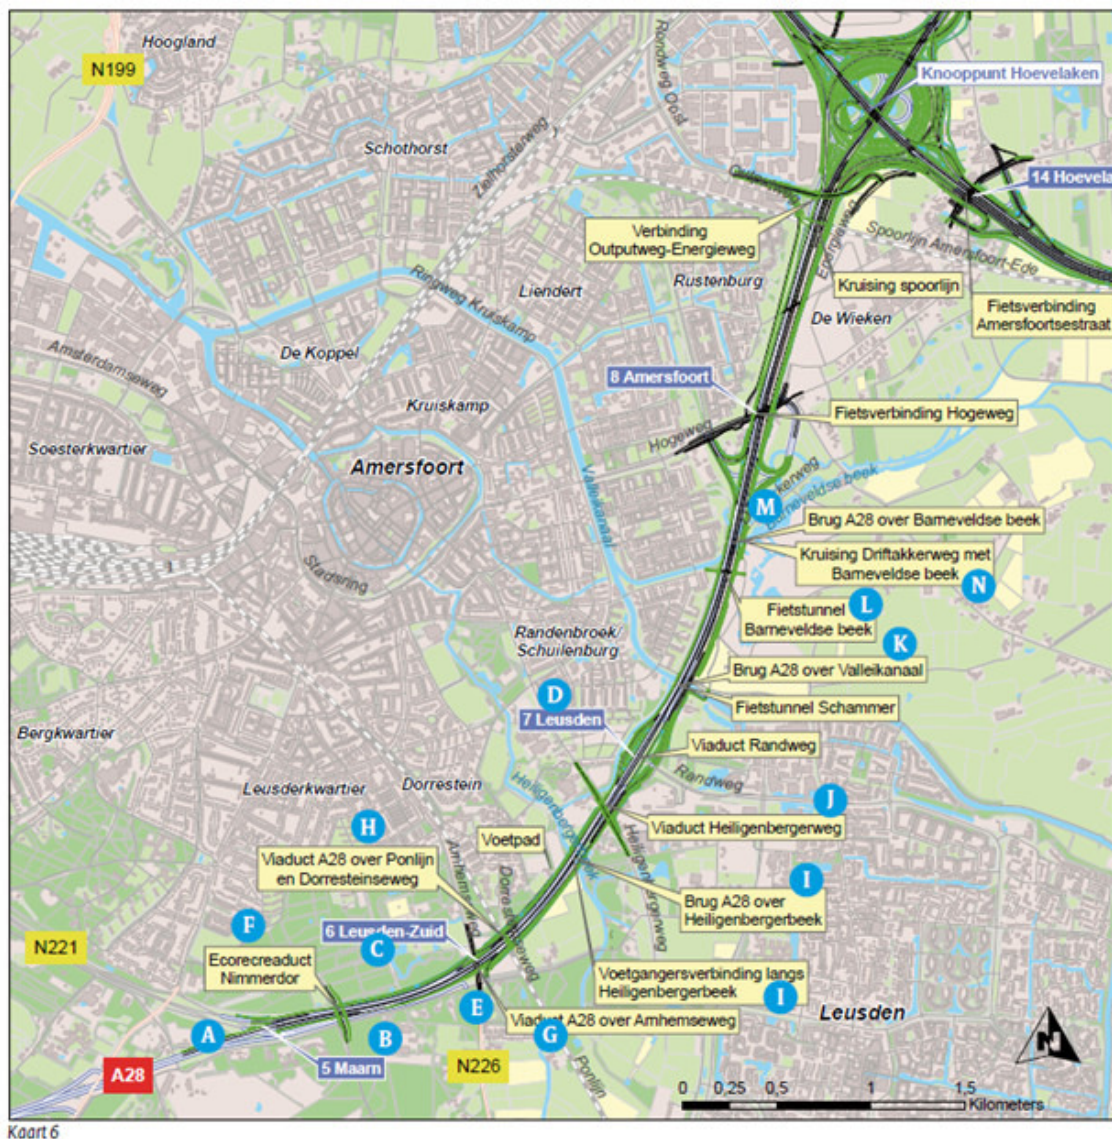 Hoogland
N199
Rondweg Oost
Knooppunt Hoevelaken
Schothorst
Zielhorsterweg
14 Hoevela
Verbinding
Outputweg-Energieweg
Energieweg
Spoorlijn Amersfoort-Ede
Ringweg Kruiskamp
Liendert
Rustenburg
Kruising spoorlijn
Fietsverbinding
Amersfoortsestraat
De Wieken
De Koppel
Amsterdamseweg
8 Amersfoort
Kruiskamp
Fietsverbinding Hogeweg
Hogeweg
Soesterkwartier
Amersfoort
Valleikanaal
kerweg
Barneveldse beek
M
Brug A28 over Barneveldse beek
Kruising Driftakkerweg met
Barneveldse beek
N
Stadsring
Fietstunnel
Barneveldse beek
L
Randenbroek/
Schuilenburg
K
Brug A28 over Valleikanaal
D
Fietstunnel Schammer
7 Leusden
Bergkwartier
Viaduct Randweg
Randweg
Leusderkwartier
Dorrestein
J
H
Viaduct Heiligenbergerweg
Voetpad
Heiligenbergerweg
Viaduct A28 over Ponlijn
en Dorresteinseweg
I
Brug A28 over
Heiligenbergerbeek
F
6 Leusden-Zuid
N221
C
Ecorecreaduct
Nimmerdor
Voetgangersverbinding langs
Heiligenbergerbeek
I
E
Leusden
Viaduct A28 over Arnhemseweg
A
B
G
5 Maarn
A28
N226
Ponlijn
N
0 0,25 0,5 1 1,5
Kilometers
Kaart 6